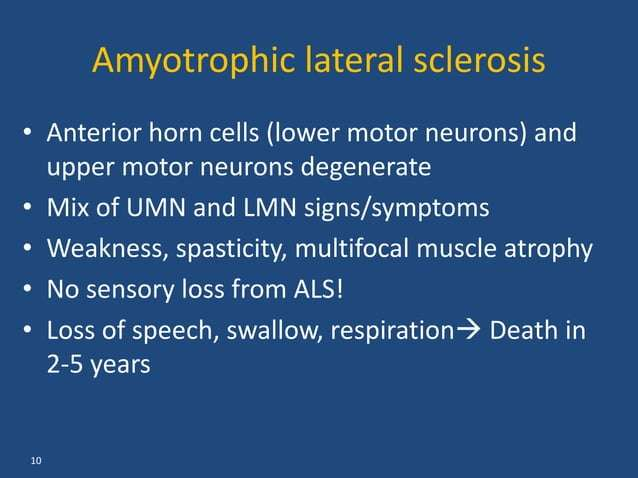 Amyotrophic lateral sclerosis
• Anterior horn cells (lower motor neurons) and
upper motor neurons degenerate
• Mix of UMN and LMN signs/symptoms
• Weakness, spasticity, multifocal muscle atrophy
• No sensory loss from ALS!
• Loss of speech, swallow, respiration→ Death in
2-5 years
10